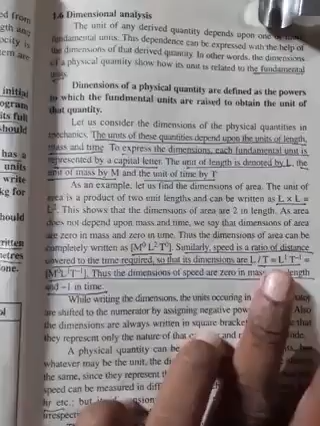 ed from
gth and
ocity is
tem are
initial
ogram
its full
should
has a
units
write
kg for
hould
ritten
netres
one.
ol
1.6 Dimensional analysis
The unit of any derived quantity depends upon one or
fundamental units. This dependence can be expressed with the help of
the dimensions of that derived quantity. In other words, the dimensions
of a physical quantity show how its unit is related to the fundamental
units.
Dimensions of a physical quantity are defined as the powers
to which the fundmental units are raised to obtain the unit of
that quantity.
Let us consider the dimensions of the physical quantities in
mechanics. The units of these quantities depend upon the units of length,
mass and time. To express the dimensions, each fundamental unit is
represented by a capital letter. The unit of length is denoted by L, the
unit of mass by M and the unit of time by T.
As an example, let us find the dimensions of area. The unit of
area is a product of two unit lengths and can be written as L × L =
L². This shows that the dimensions of area are 2 in length. As area
does not depend upon mass and time, we say that dimensions of area
are zero in mass and zero in time. Thus the dimensions of area can be
completely written as [M⁰ L² T⁰]. Similarly, speed is a ratio of distance
covered to the time required, so that its dimensions are L / T = L¹ T⁻¹ =
[M⁰L¹T⁻¹]. Thus the dimensions of speed are zero in mass, length
and -1 in time.
While writing the dimensions, the units occuring in
are shifted to the numerator by assigning negative pow Also
the dimensions are always written in square bracket that
they represent only the nature of that and
A physical quantity can be but
whatever may be the unit, the di
the same, since they represent th
speed can be measured in diff
hr etc.; but
irrespecti